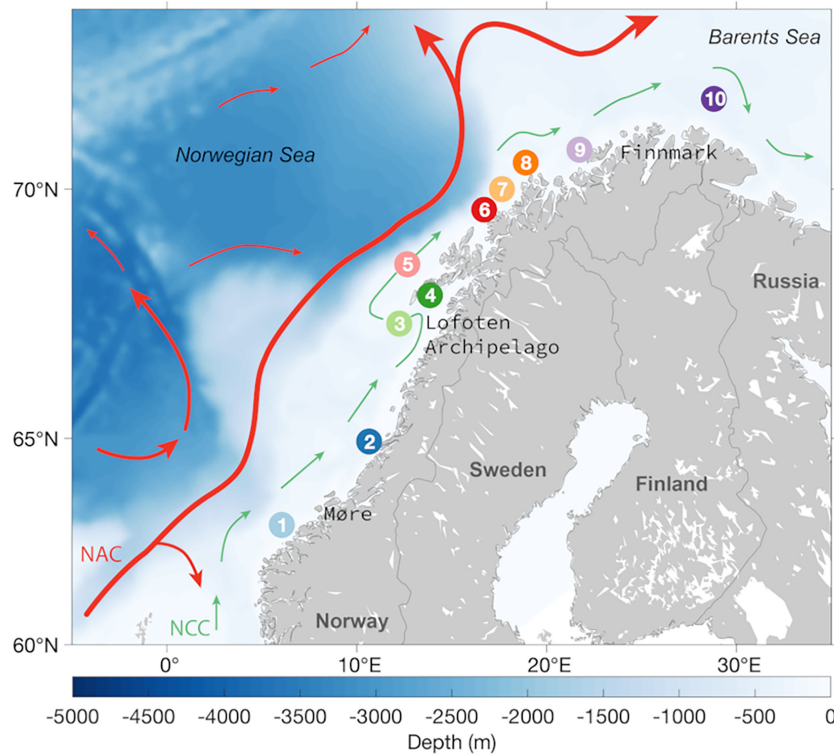 Barents Sea
10
Norwegian Sea
9
Finnmark
8
70°N
7
6
5
Russia
4
3
Lofoten
Archipelago
65°N
2
Sweden
Finland
Møre
1
NAC
NCC
Norway
60°N
0°
10°E
20°E
30°E
-5000
-4500
-4000
-3500
-3000
-2500
-2000
-1500
-1000
-500
0
Depth (m)